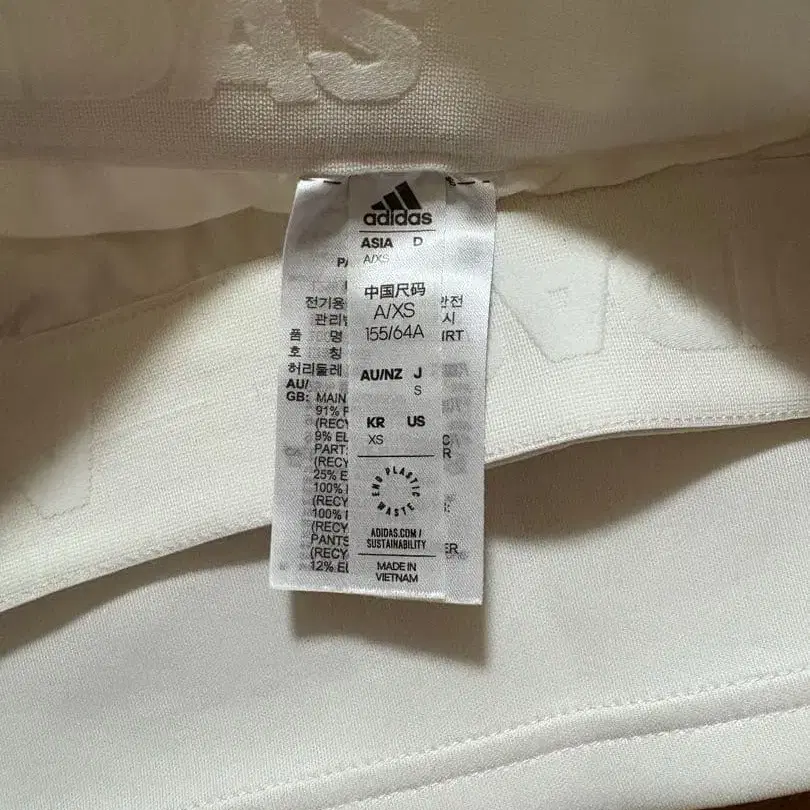 DAS
adidas
ASIA D
A/XS
中国尺码
A/XS
155/64A
AU/NZ J
S
KR US
XS
END PLASTIC WASTE
ADIDAS.COM/
SUSTAINABILITY
MADE IN
VIETNAM
전기용
관리
품 명
호 칭
허리둘레
AU/
GB: MAIN
91%
(RECY
9% EL
PART
(RECY
25% E
100%
(RECY
100%
(RECY
PANTS
(RECY
12% EL
안전
시
IRT
ER